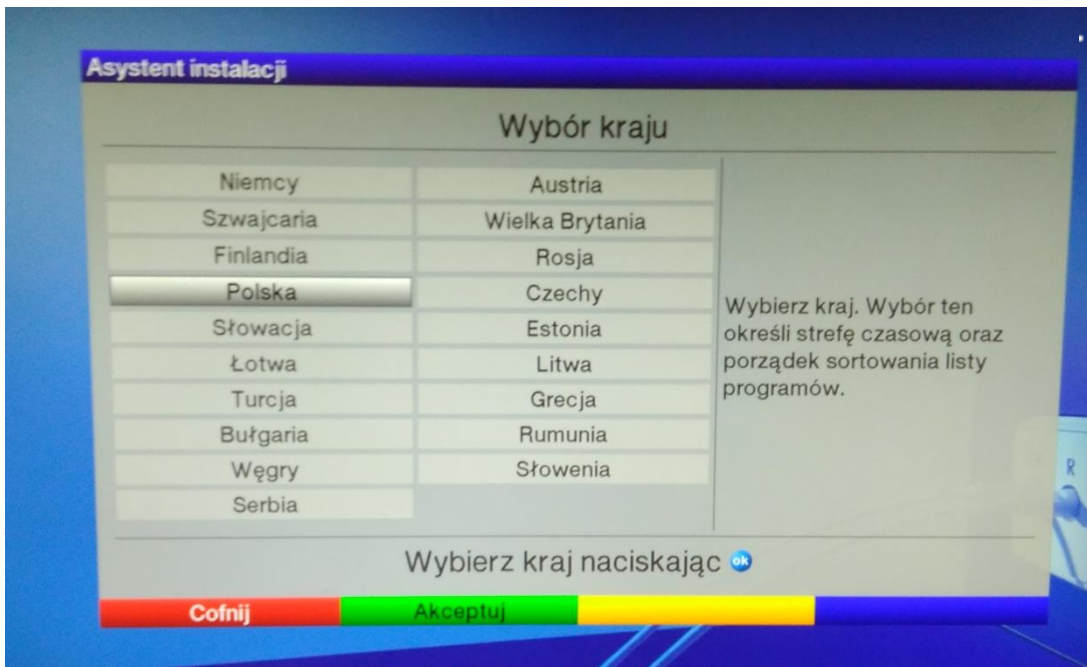 Asystent instalacji
Wybór kraju
Niemcy Austria
Szwajcaria Wielka Brytania
Finlandia Rosja
Polska Czechy
Słowacja Estonia
Łotwa Litwa
Turcja Grecja
Bułgaria Rumunia
Węgry Słowenia
Serbia
Wybierz kraj. Wybór ten
określi strefę czasową oraz
porządek sortowania listy
programów.
R
Wybierz kraj naciskając ok
Cofnij Akceptuj